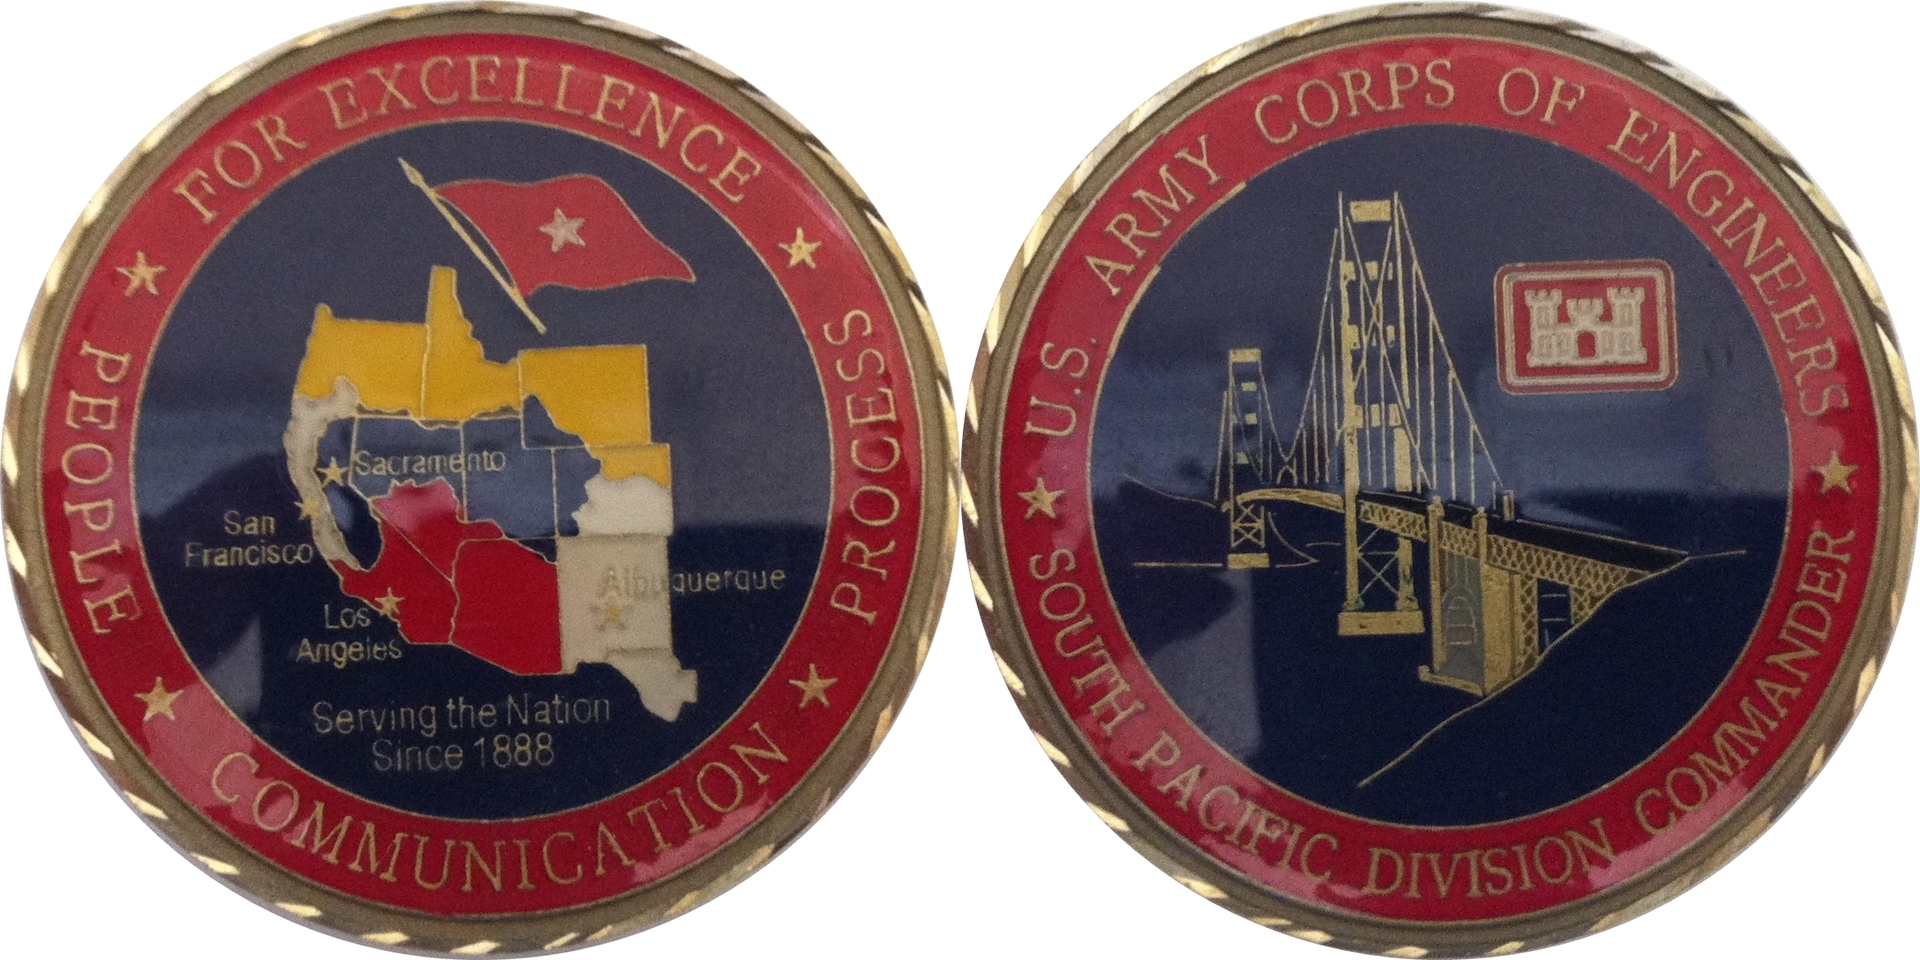 FOR EXCELLENCE
PEOPLE
PROCESS
COMMUNICATION
Sacramento
San
Francisco
Albuquerque
Los
Angeles
Serving the Nation
Since 1888
U.S. ARMY CORPS OF ENGINEERS
SOUTH PACIFIC DIVISION COMMANDER